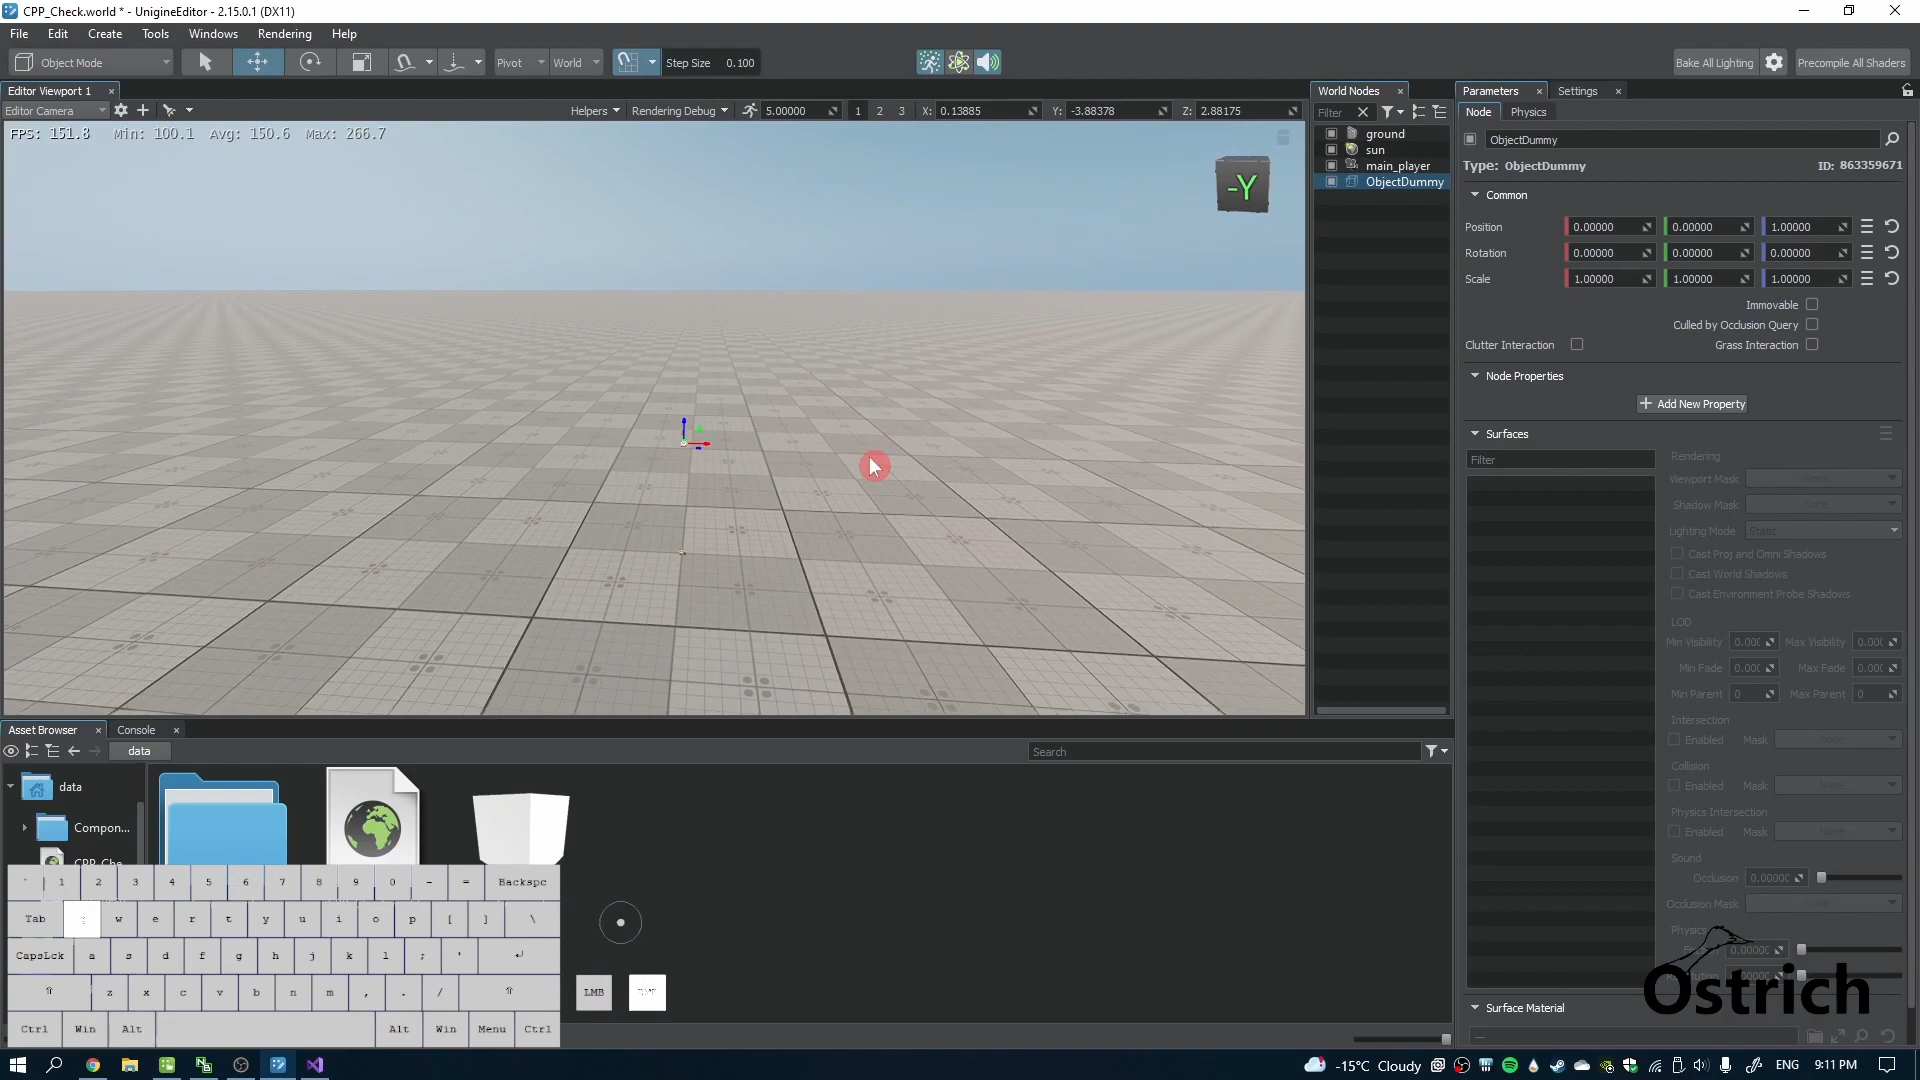 CPP_Check.world * - UnigineEditor - 2.15.0.1 (DX11)
File Edit Create Tools Windows Rendering Help
Object Mode Pivot World Step Size 0.100 Bake All Lighting Precompile All Shaders
Editor Viewport 1
Editor Camera Helpers Rendering Debug 5.00000 1 2 3 X: 0.13885 Y: -3.88378 Z: 2.88175
FPS: 151.8 Min: 100.1 Avg: 150.6 Max: 266.7
-Y
World Nodes
Filter
ground
sun
main_player
ObjectDummy
Parameters Settings
Node Physics
ObjectDummy
Type: ObjectDummy ID: 863359671
Common
Position 0.00000 0.00000 1.00000
Rotation 0.00000 0.00000 0.00000
Scale 1.00000 1.00000 1.00000
Immovable
Culled by Occlusion Query
Clutter Interaction Grass Interaction
Node Properties
Add New Property
Surfaces
Filter
Rendering
Viewport Mask None
Shadow Mask None
Lighting Mode Static
Cast Proj and Omni Shadows
Cast World Shadows
Cast Environment Probe Shadows
LOD
Min Visibility 0.000 Max Visibility 0.000
Min Fade 0.000 Max Fade 0.000
Min Parent 0 Max Parent 0
Intersection
Enabled Mask None
Collision
Enabled Mask None
Physics Intersection
Enabled Mask None
Sound
Occlusion 0.00000
Occlusion Mask None
Physics
0.00000
Ostrich
Surface Material
Asset Browser Console
data
Search
data
Compon...
CPP_Che
` 1 2 3 4 5 6 7 8 9 0 - = Backspc
Tab w e r t y u i o p [ ] \
CapsLck a s d f g h j k l ; '
z x c v b n m , . /
Ctrl Win Alt Alt Win Menu Ctrl
LMB
-15°C Cloudy ENG 9:11 PM